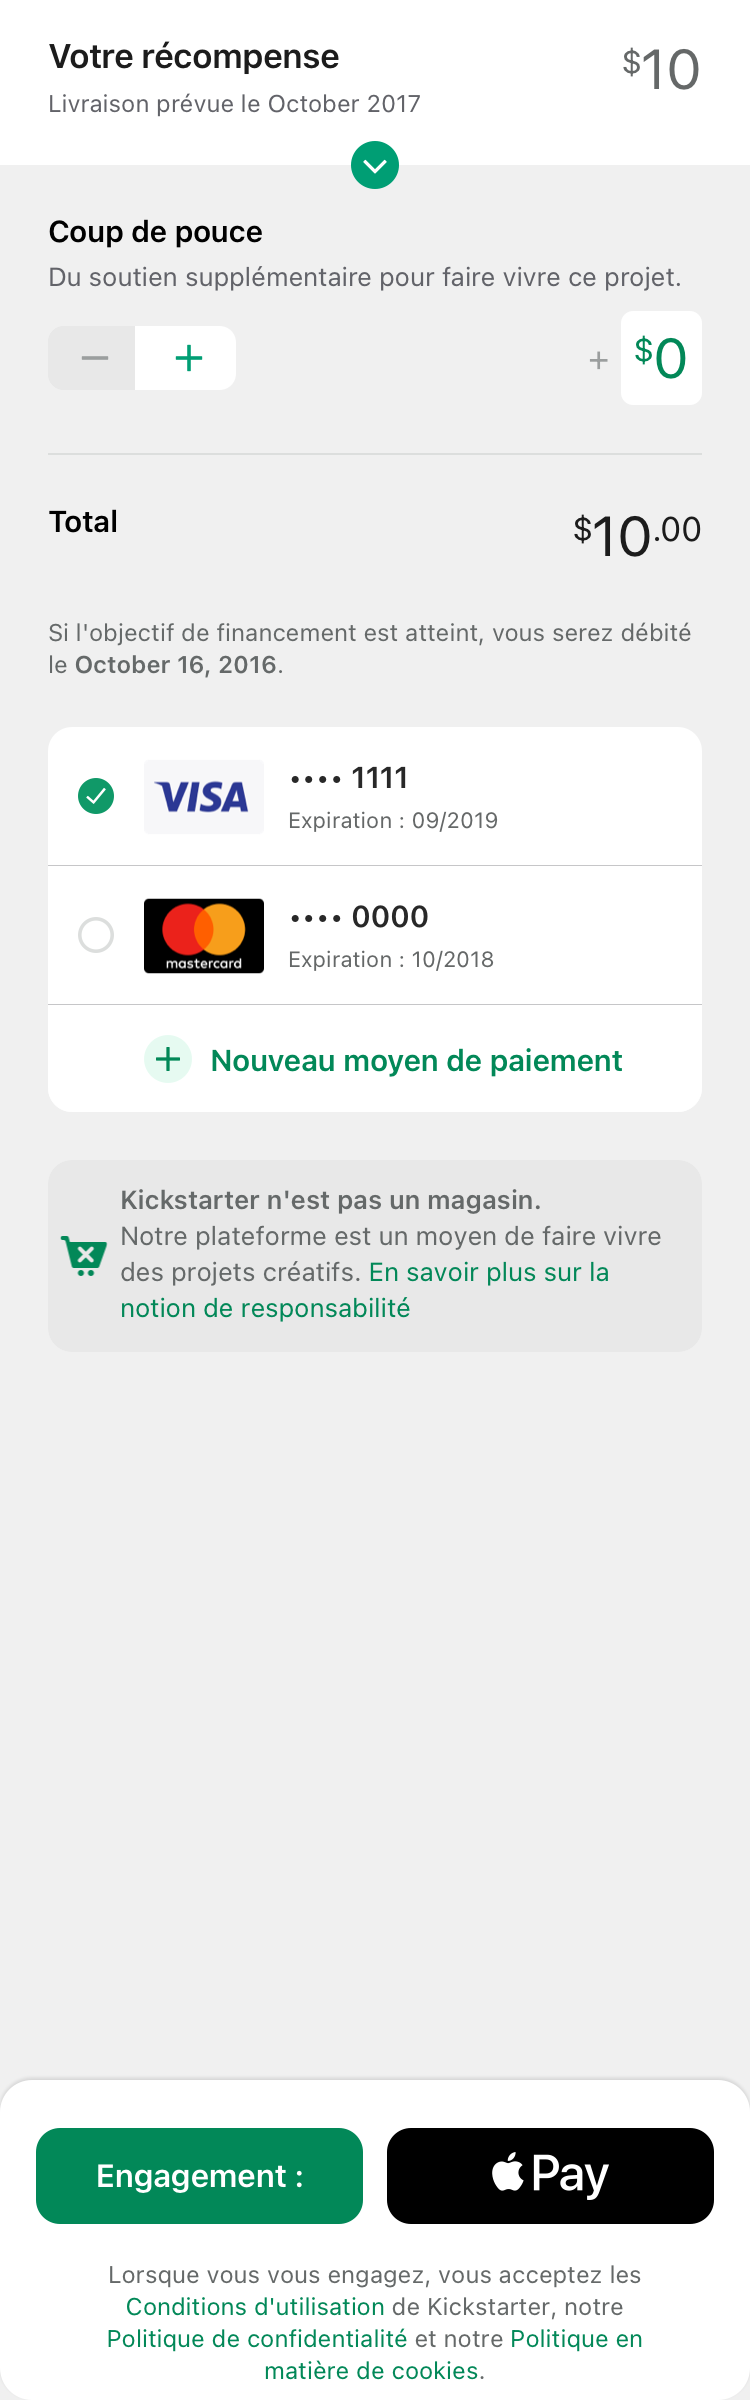 Votre récompense
$10
Livraison prévue le October 2017
Coup de pouce
Du soutien supplémentaire pour faire vivre ce projet.
− +
+ $0
Total
$10.00
Si l'objectif de financement est atteint, vous serez débité
le October 16, 2016.
VISA
•••• 1111
Expiration : 09/2019
mastercard
•••• 0000
Expiration : 10/2018
+ Nouveau moyen de paiement
Kickstarter n'est pas un magasin.
Notre plateforme est un moyen de faire vivre
des projets créatifs. En savoir plus sur la
notion de responsabilité
Engagement :
Pay
Lorsque vous vous engagez, vous acceptez les
Conditions d'utilisation de Kickstarter, notre
Politique de confidentialité et notre Politique en
matière de cookies.